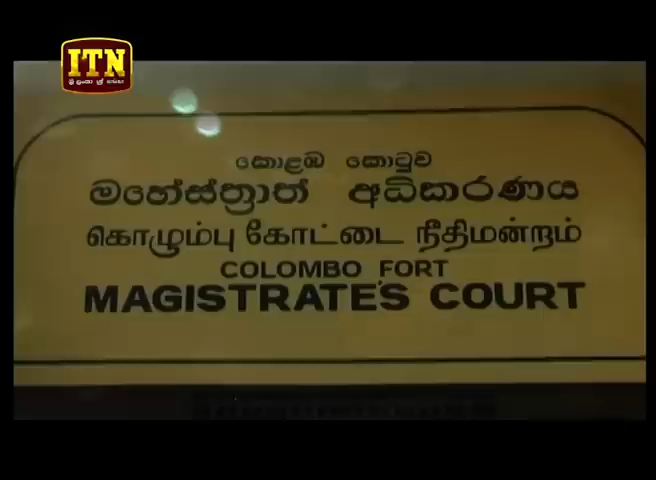 ITN
කොළඹ කොටුව
මහේස්ත්‍රාත් අධිකරණය
கொழும்பு கோட்டை நீதிமன்றம்
COLOMBO FORT
MAGISTRATE'S COURT